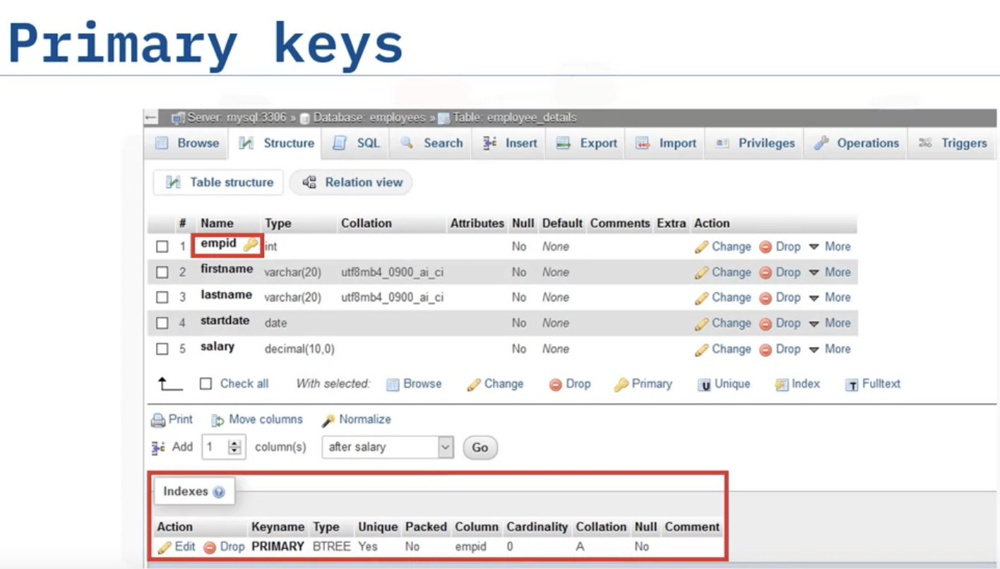 Primary keys
← Server: mysql:3306 » Database: employees » Table: employee_details
Browse Structure SQL Search Insert Export Import Privileges Operations Triggers
Table structure Relation view
# Name Type Collation Attributes Null Default Comments Extra Action
1 empid int No None Change Drop More
2 firstname varchar(20) utf8mb4_0900_ai_ci No None Change Drop More
3 lastname varchar(20) utf8mb4_0900_ai_ci No None Change Drop More
4 startdate date No None Change Drop More
5 salary decimal(10,0) No None Change Drop More
Check all With selected: Browse Change Drop Primary Unique Index Fulltext
Print Move columns Normalize
Add 1 column(s) after salary Go
Indexes
Action Keyname Type Unique Packed Column Cardinality Collation Null Comment
Edit Drop PRIMARY BTREE Yes No empid 0 A No